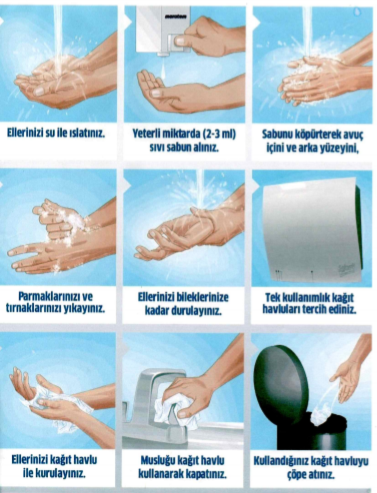 Ellerinizi su ile ıslatınız.
Yeterli miktarda (2-3 ml)
sıvı sabun alınız.
Sabunu köpürterek avuç
içini ve arka yüzeyini,
Parmaklarınızı ve
tırnaklarınızı yıkayınız.
Ellerinizi bileklerinize
kadar durulayınız.
Tek kullanımlık kağıt
havluları tercih ediniz.
Ellerinizi kağıt havlu
ile kurulayınız.
Musluğu kağıt havlu
kullanarak kapatınız.
Kullandığınız kağıt havluyu
çöpe atınız.